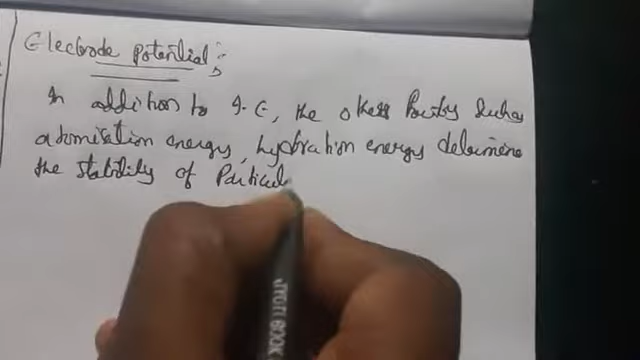 Electrode potential :-
In addition to I.E, the other factors such as
atomisation energy, hydration energy determine
the stability of Particul